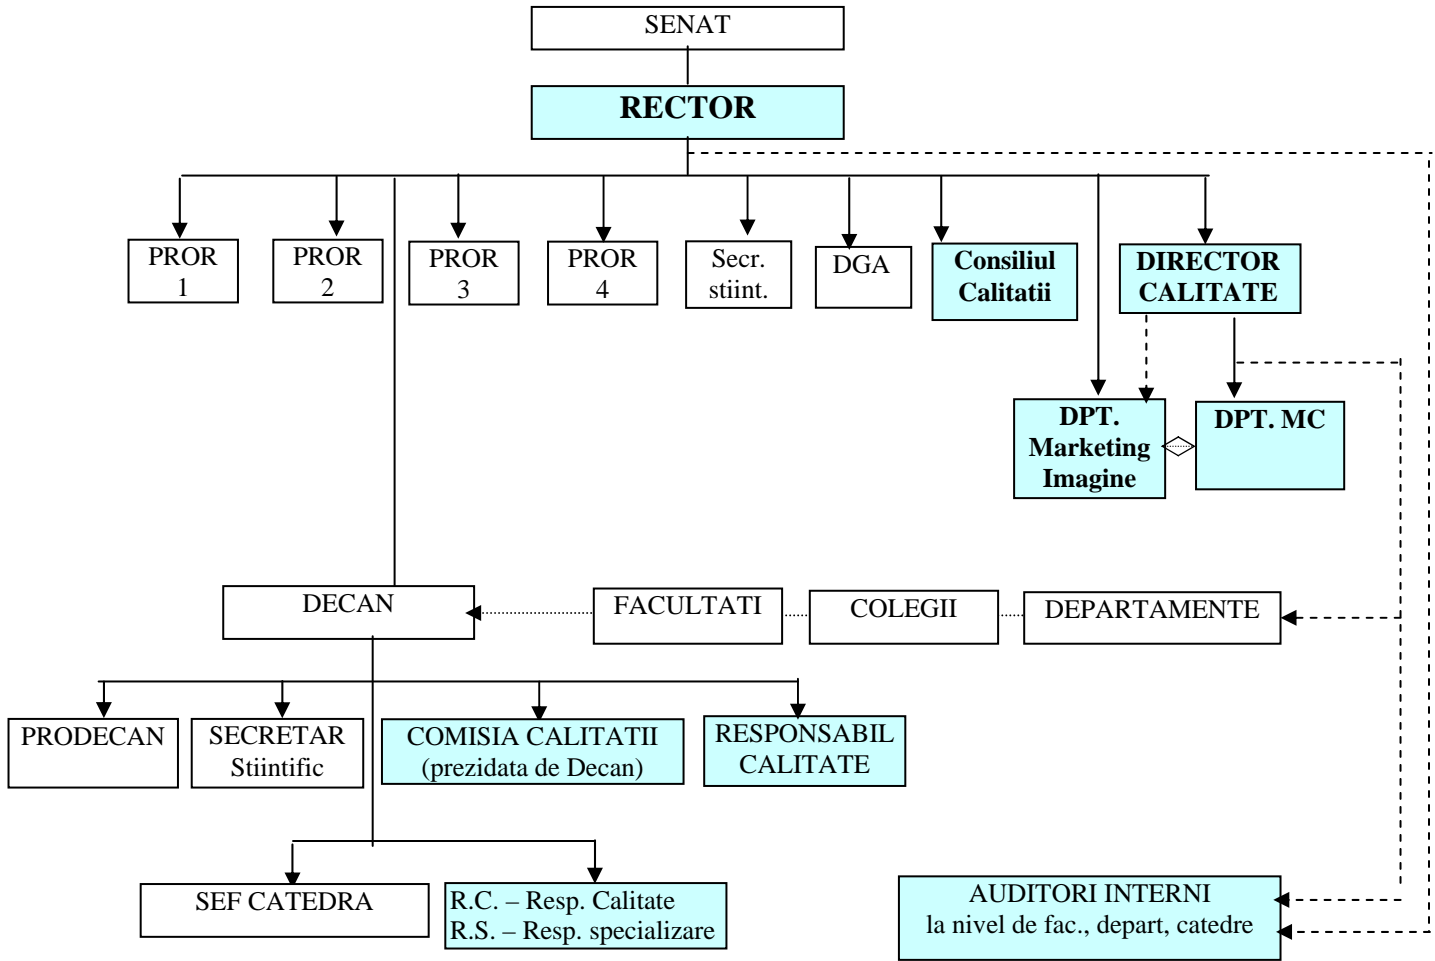 SENAT
RECTOR
PROR
1
PROR
2
PROR
3
PROR
4
Secr.
stiint.
DGA
Consiliul
Calitatii
DIRECTOR
CALITATE
DPT.
Marketing
Imagine
DPT. MC
DECAN
FACULTATI
COLEGII
DEPARTAMENTE
PRODECAN
SECRETAR
Stiintific
COMISIA CALITATII
(prezidata de Decan)
RESPONSABIL
CALITATE
SEF CATEDRA
R.C. – Resp. Calitate
R.S. – Resp. specializare
AUDITORI INTERNI
la nivel de fac., depart, catedre